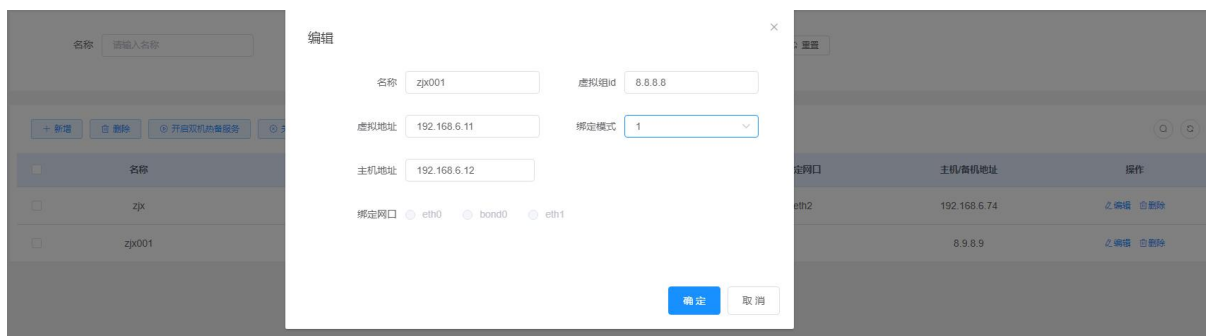 编辑
×
名称 请输入名称
重置
名称 zjx001 虚拟组id 8.8.8.8
虚拟地址 192.168.6.11 绑定模式 1
主机地址 192.168.6.12
绑定网口 eth0 bond0 eth1
确定 取消
+ 新增 删除 开启双机热备服务
名称 定网口 主机/备机地址 操作
zjx eth2 192.168.6.74 编辑 删除
zjx001 8.9.8.9 编辑 删除